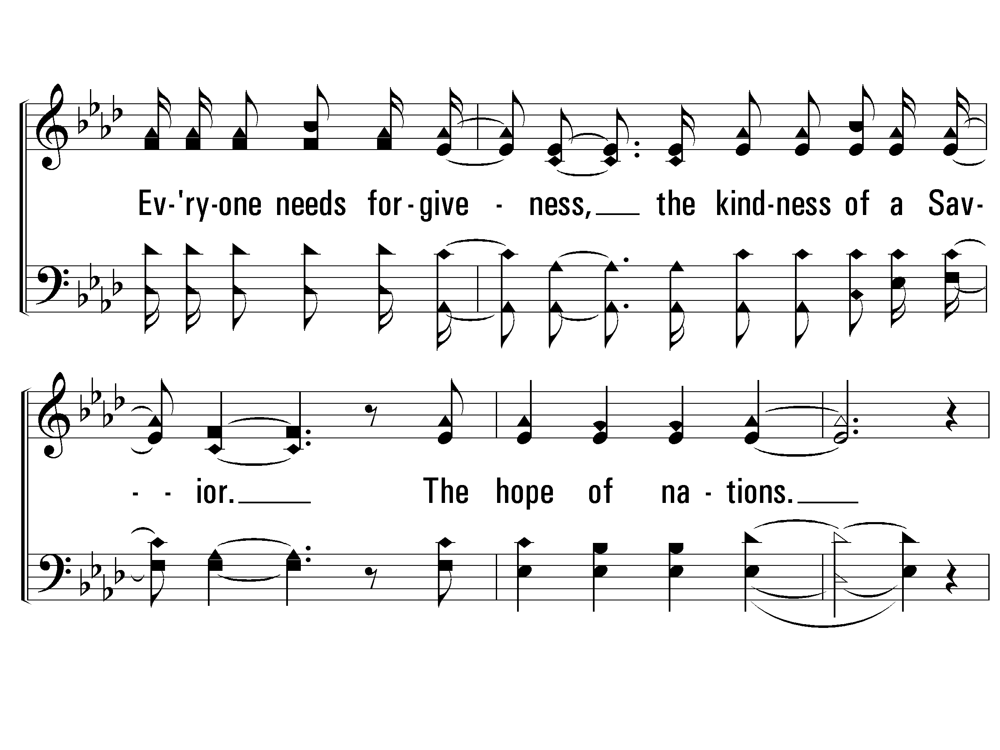 Ev-'ry-one needs for-give - ness, the kind-ness of a Sav-
- - ior. The hope of na - tions.